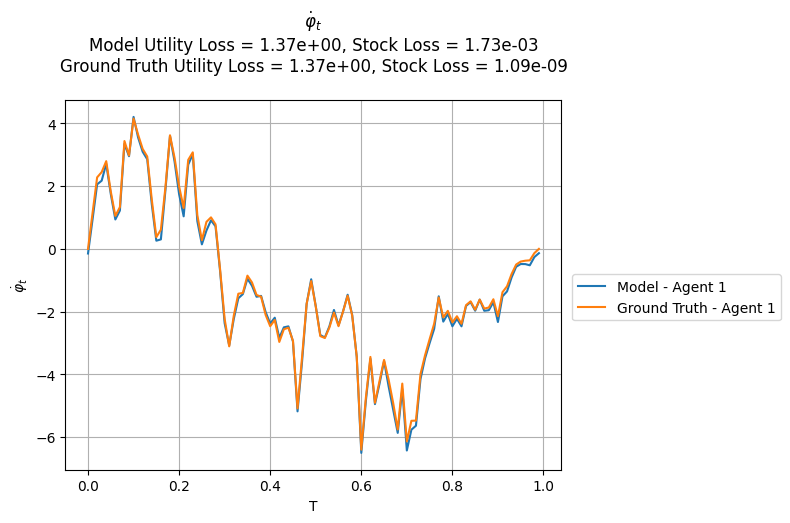 φ̇ₜ
Model Utility Loss = 1.37e+00, Stock Loss = 1.73e-03
Ground Truth Utility Loss = 1.37e+00, Stock Loss = 1.09e-09
4
2
0
−2
−4
−6
φ̇ₜ
0.0 0.2 0.4 0.6 0.8 1.0
T
Model - Agent 1
Ground Truth - Agent 1